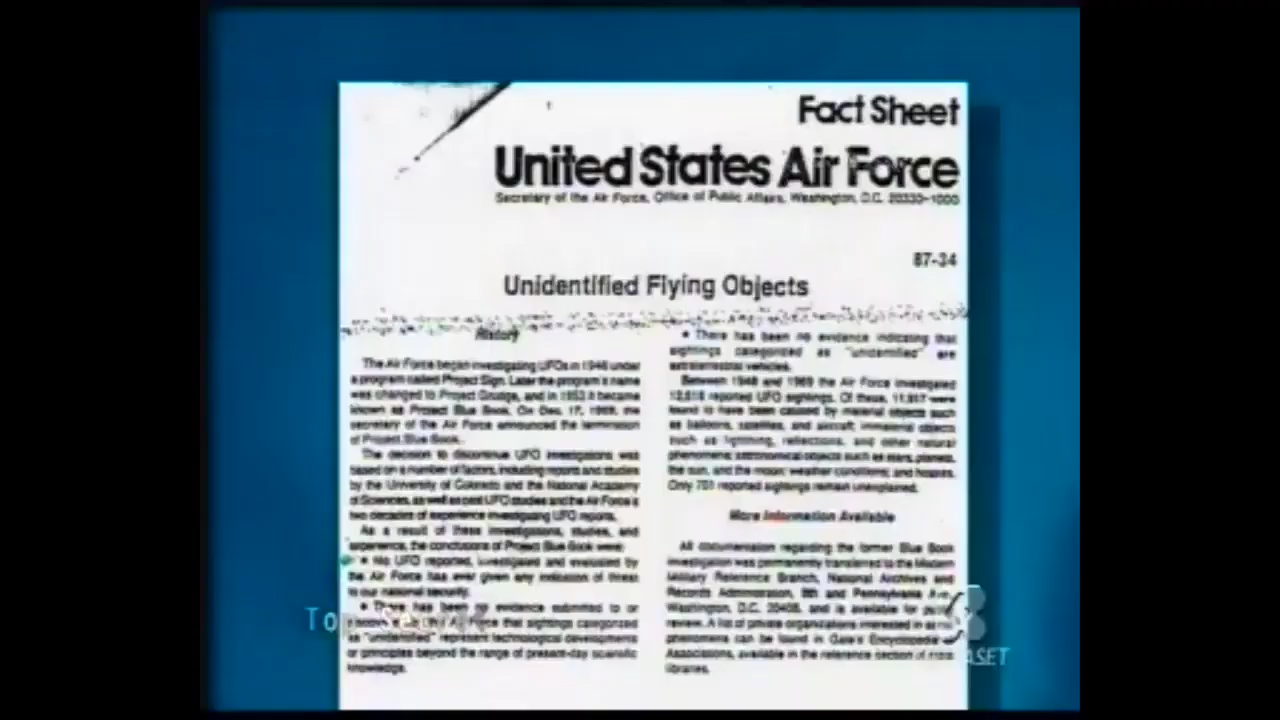 Fact Sheet
United States Air Force
Secretary of the Air Force, Office of Public Affairs, Washington, D.C. 20330-1000
87-34
Unidentified Flying Objects
History
The Air Force began investigating UFOs in 1948 under
a program called Project Sign. Later the program's name
was changed to Project Grudge, and in 1953 it became
known as Project Blue Book. On Dec. 17, 1969, the
secretary of the Air Force announced the termination
of Project Blue Book.
The decision to discontinue UFO investigations was
based on a number of factors, including reports and studies
by the University of Colorado and the National Academy
of Sciences, as well as past UFO studies and the Air Force's
two decades of experience investigating UFO reports.
As a result of these investigations, studies, and
experience, the conclusions of Project Blue Book were:
• No UFO reported, investigated and evaluated by
the Air Force has ever given any indication of threat
to our national security.
• There has been evidence submitted to or
Force that sightings categorized
as "unidentified" represent technological developments
or principles beyond the range of present-day scientific
knowledge.
• There has been no evidence indicating that
sightings categorized as "unidentified" are
extraterrestrial vehicles.
Between 1948 and 1969 the Air Force investigated
12,618 reported UFO sightings. Of these, 11,917 were
found to have been caused by material objects such
as balloons, satellites, and aircraft; immaterial objects
such as lightning, reflections, and other natural
phenomena; astronomical objects such as stars, planets,
the sun, and the moon; weather conditions; and hoaxes.
Only 701 reported sightings remain unexplained.
More Information Available
All documentation regarding the former Blue Book
investigation was permanently transferred to the Modern
Military Reference Branch, National Archives and
Records Administration, 8th and Pennsylvania Ave.
Washington, D.C. 20408, and is available for
review. A list of private organizations interested in
phenomena can be found in Gale's Encyclopedia
Associations, available in the reference section of
libraries.
Top Secret
ASET